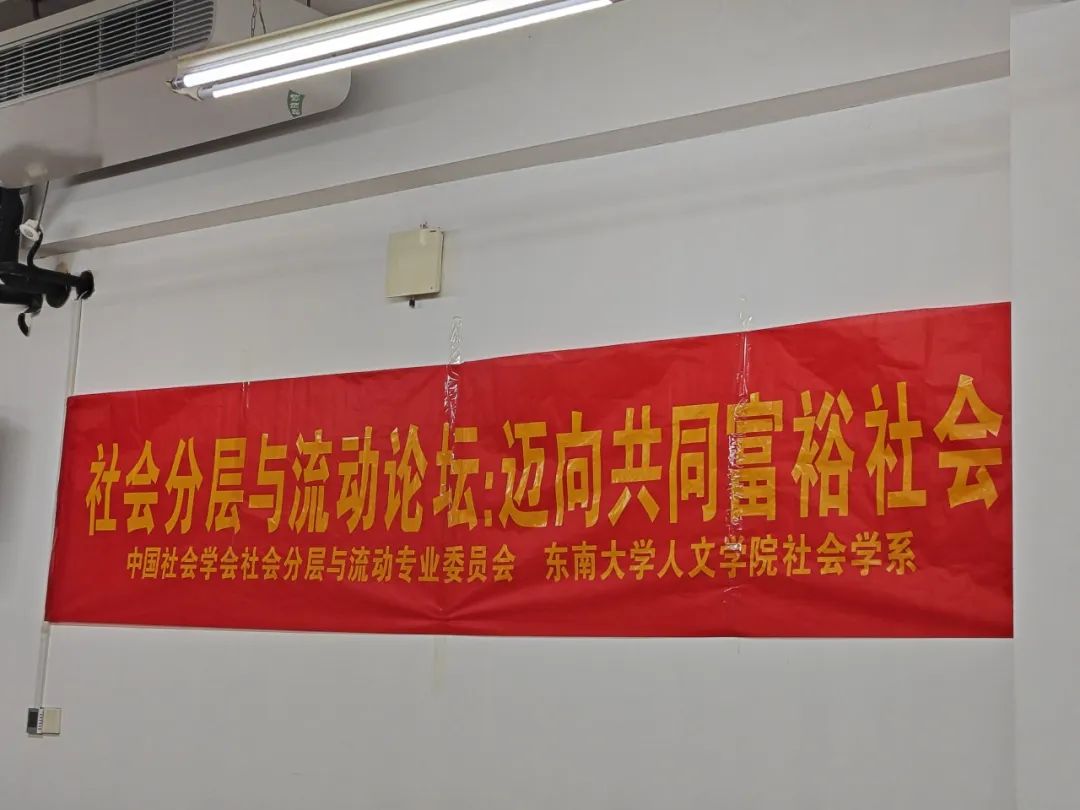 社会分层与流动论坛:迈向共同富裕社会
中国社会学会社会分层与流动专业委员会 东南大学人文学院社会学系